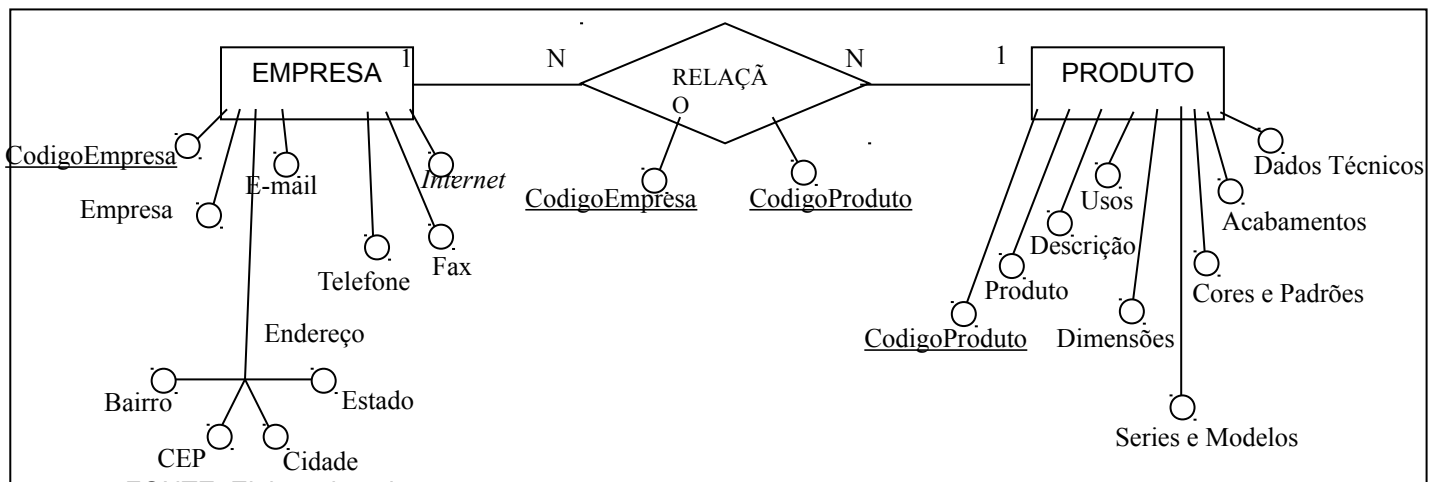 EMPRESA
1
N
RELAÇÃ
O
N
1
PRODUTO
CodigoEmpresa
Empresa
E-mail
Internet
Telefone
Fax
Endereço
Bairro
Estado
CEP
Cidade
CodigoEmpresa
CodigoProduto
Dados Técnicos
Usos
Acabamentos
Descrição
Produto
Cores e Padrões
CodigoProduto
Dimensões
Series e Modelos